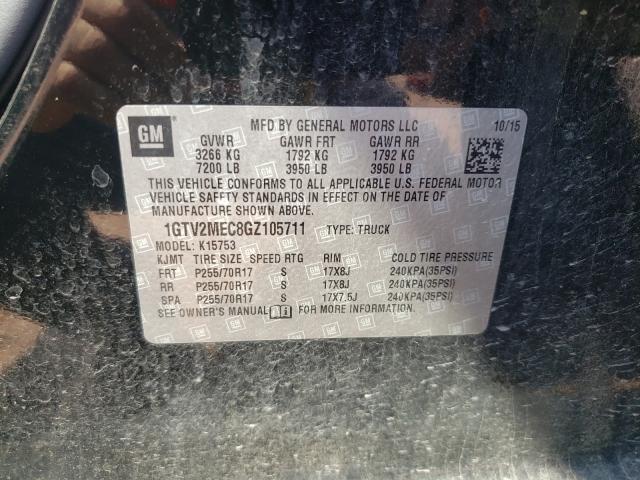 GM
MFD BY GENERAL MOTORS LLC 10/15
GVWR GAWR FRT GAWR RR
3266 KG 1792 KG 1792 KG
7200 LB 3950 LB 3950 LB
THIS VEHICLE CONFORMS TO ALL APPLICABLE U.S. FEDERAL MOTOR
VEHICLE SAFETY STANDARDS IN EFFECT ON THE DATE OF
MANUFACTURE SHOWN ABOVE.
1GTV2MEC8GZ105711 TYPE: TRUCK
MODEL: K15753
KJMT TIRE SIZE SPEED RTG RIM COLD TIRE PRESSURE
FRT P255/70R17 S 17X8J 240KPA(35PSI)
RR P255/70R17 S 17X8J 240KPA(35PSI)
SPA P255/70R17 S 17X7.5J 240KPA(35PSI)
SEE OWNER'S MANUAL FOR MORE INFORMATION.